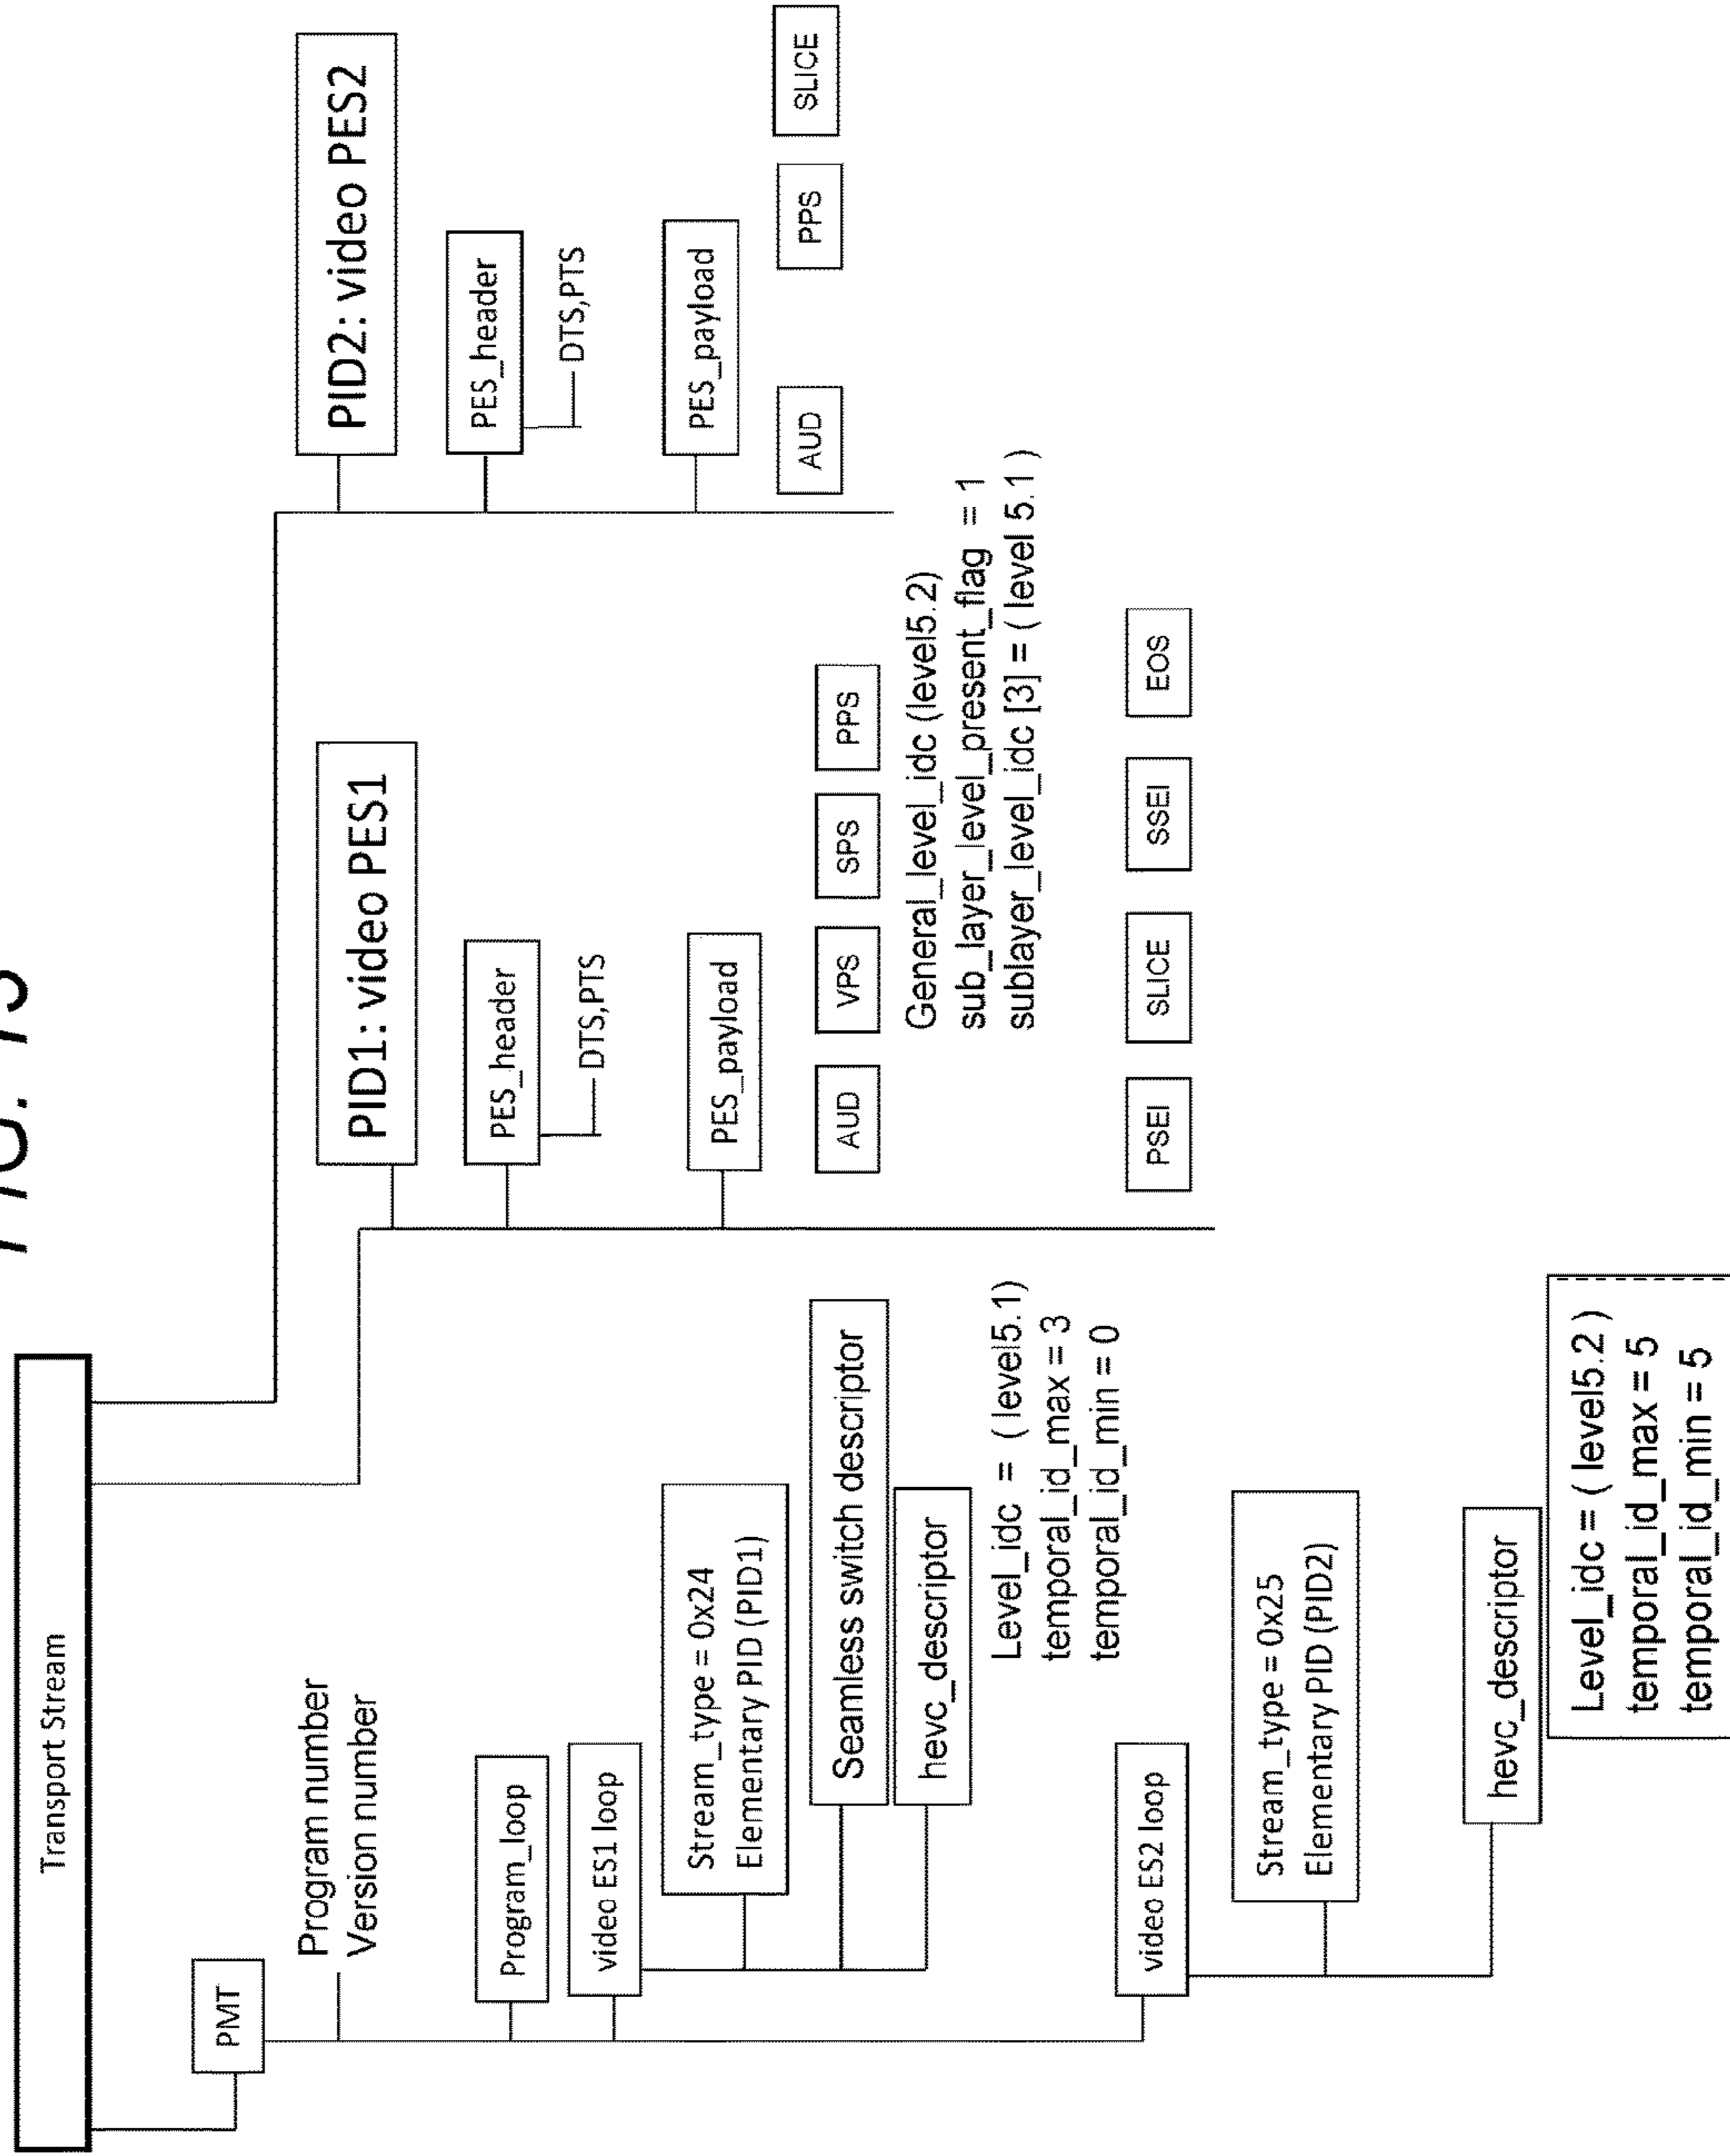 Transport Stream
PMT
Program number
Version number
Program_loop
video ES1 loop
Stream_type = 0x24
Elementary PID (PID1)
Seamless switch descriptor
hevc_descriptor
Level_idc = ( level5.1)
temporal_id_max = 3
temporal_id_min = 0
video ES2 loop
Stream_type = 0x25
Elementary PID (PID2)
hevc_descriptor
Level_idc = ( level5.2 )
temporal_id_max = 5
temporal_id_min = 5
PID1: video PES1
PES_header
DTS,PTS
PES_payload
AUD VPS SPS PPS
General_level_idc (level5.2)
sub_layer_level_present_flag = 1
sublayer_level_idc [3] = ( level 5.1 )
PSEI SLICE SSEI EOS
PID2: video PES2
PES_header
DTS,PTS
PES_payload
AUD PPS SLICE